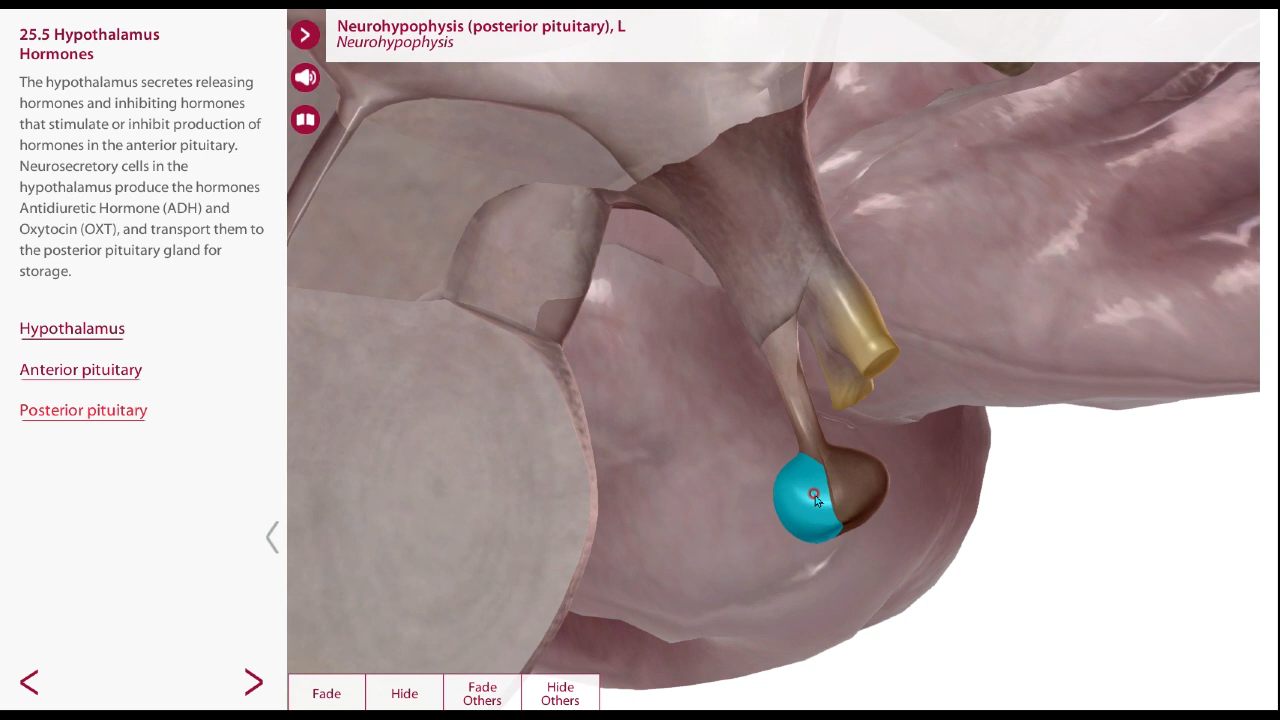 25.5 Hypothalamus
Hormones
The hypothalamus secretes releasing
hormones and inhibiting hormones
that stimulate or inhibit production of
hormones in the anterior pituitary.
Neurosecretory cells in the
hypothalamus produce the hormones
Antidiuretic Hormone (ADH) and
Oxytocin (OXT), and transport them to
the posterior pituitary gland for
storage.
Hypothalamus
Anterior pituitary
Posterior pituitary
Neurohypophysis (posterior pituitary), L
Neurohypophysis
Fade
Hide
Fade
Others
Hide
Others